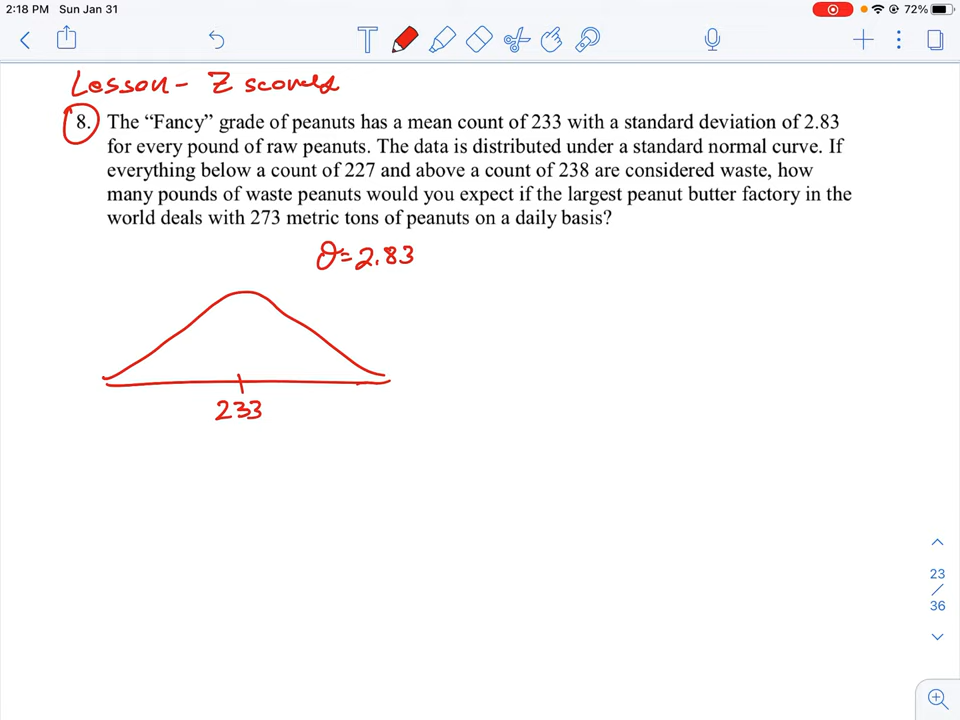 2:18 PM Sun Jan 31 72%
T
Lesson - Z scores
8. The “Fancy” grade of peanuts has a mean count of 233 with a standard deviation of 2.83
for every pound of raw peanuts. The data is distributed under a standard normal curve. If
everything below a count of 227 and above a count of 238 are considered waste, how
many pounds of waste peanuts would you expect if the largest peanut butter factory in the
world deals with 273 metric tons of peanuts on a daily basis?
σ=2.83
233
23
/
36